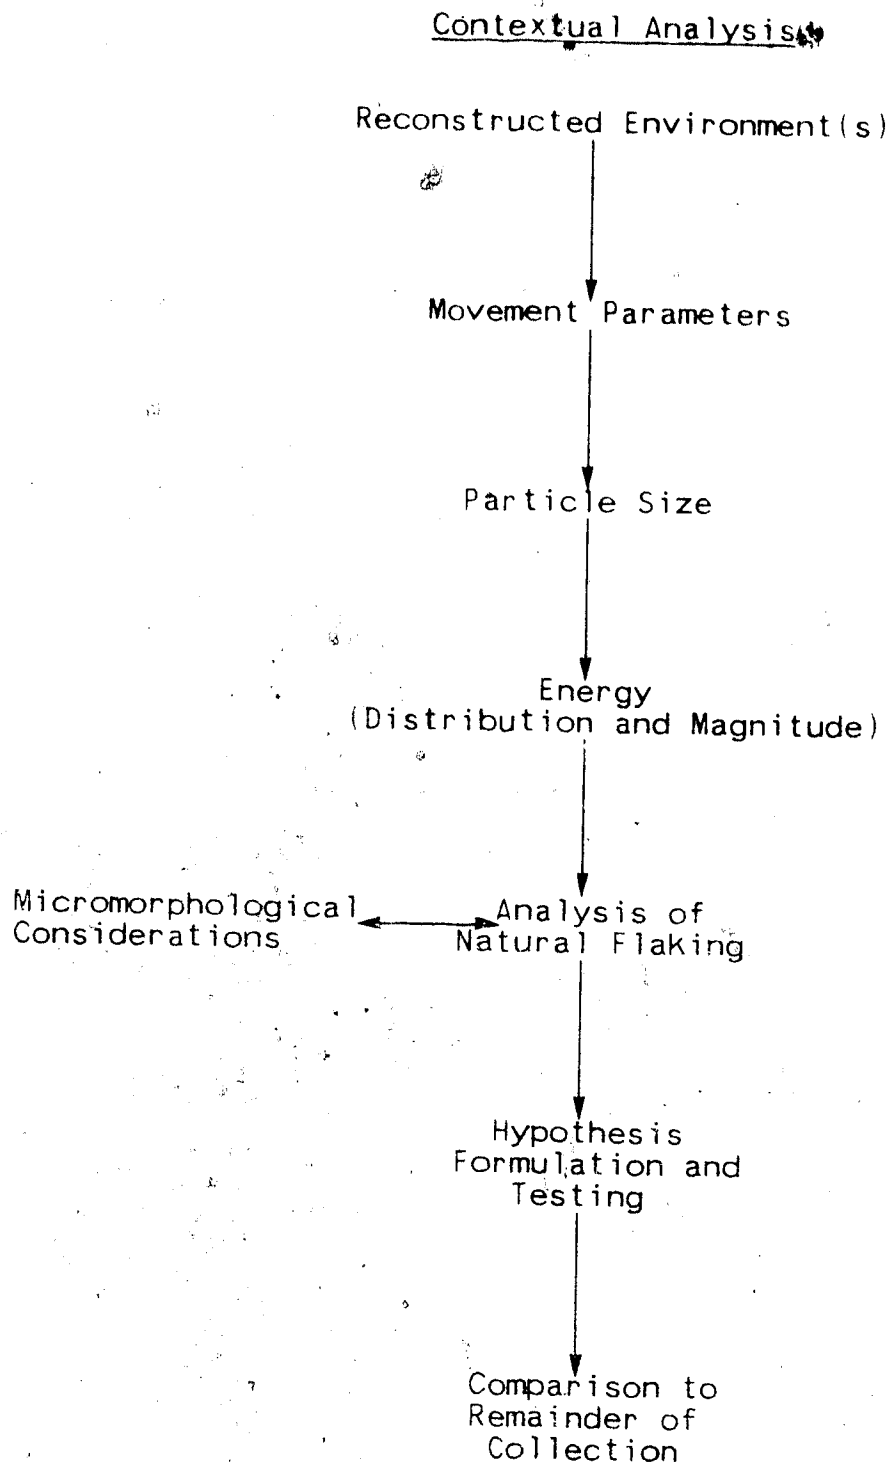 Contextual Analysis
Reconstructed Environment(s)
Movement Parameters
Particle Size
Energy
(Distribution and Magnitude)
Micromorphological
Considerations
Analysis of
Natural Flaking
Hypothesis
Formulation and
Testing
Comparison to
Remainder of
Collection